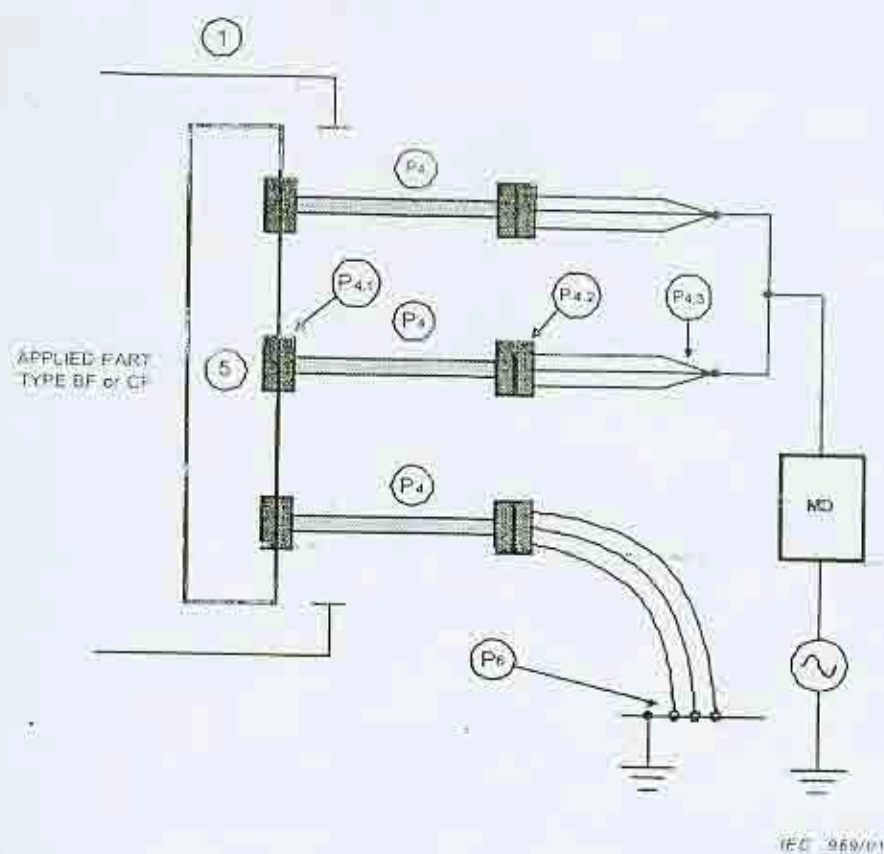 1
P4
P4.1
P4
P4.2
P4.3
APPLIED PART
TYPE BF or CF
5
P4
MD
P6
IEC 969/01